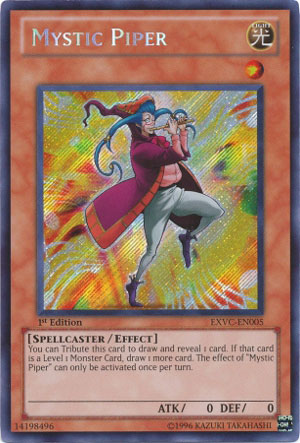 MYSTIC PIPER
LIGHT
光
1st Edition
EXVC-EN005
[SPELLCASTER / EFFECT]
You can Tribute this card to draw and reveal 1 card. If that card
is a Level 1 Monster Card, draw 1 more card. The effect of "Mystic
Piper" can only be activated once per turn.
ATK/ 0 DEF/ 0
14198496
©1996 KAZUKI TAKAHASHI